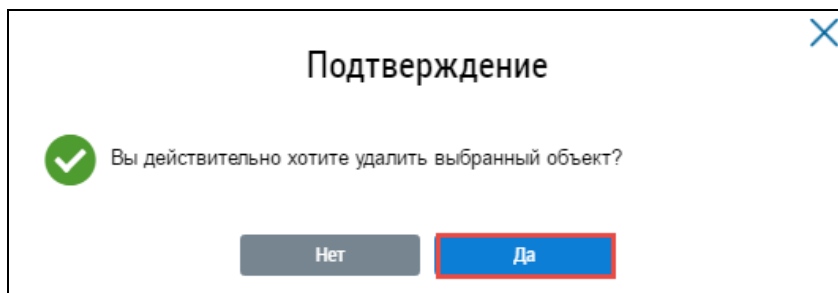 Подтверждение
Вы действительно хотите удалить выбранный объект?
Нет
Да